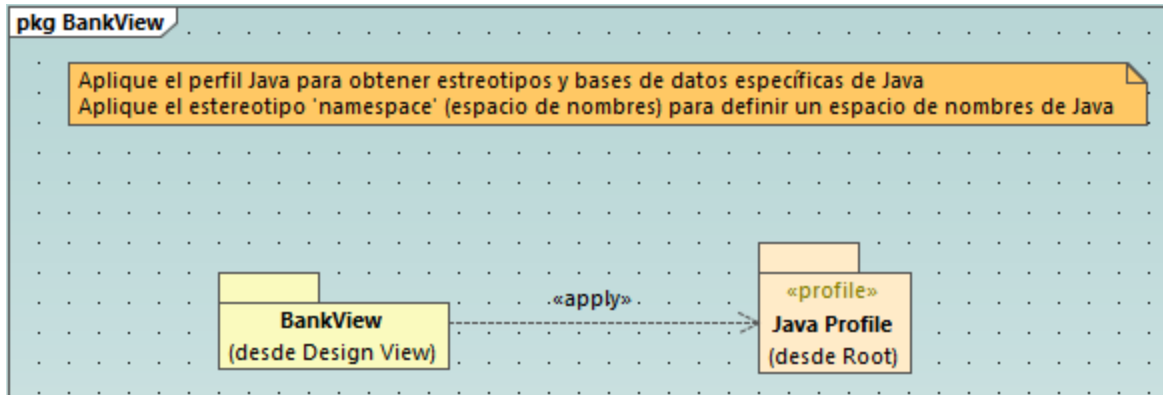 pkg BankView
Aplique el perfil Java para obtener estreotipos y bases de datos específicas de Java
Aplique el estereotipo 'namespace' (espacio de nombres) para definir un espacio de nombres de Java
«apply»
«profile»
BankView
Java Profile
(desde Design View)
(desde Root)